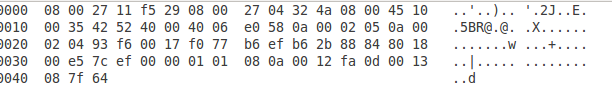 0000  08 00 27 11 f5 29 08 00  27 04 32 4a 08 00 45 10  ..'..).. '.2J..E.
0010  00 35 42 52 40 00 40 06  e0 58 0a 00 02 05 0a 00  .5BR@.@. .X......
0020  02 04 93 f6 00 17 f0 77  b6 ef b6 2b 88 84 80 18  .......w ...+....
0030  00 e5 7c ef 00 00 01 01  08 0a 00 12 fa 0d 00 13  ..|..... ........
0040  08 7f 64  ..d